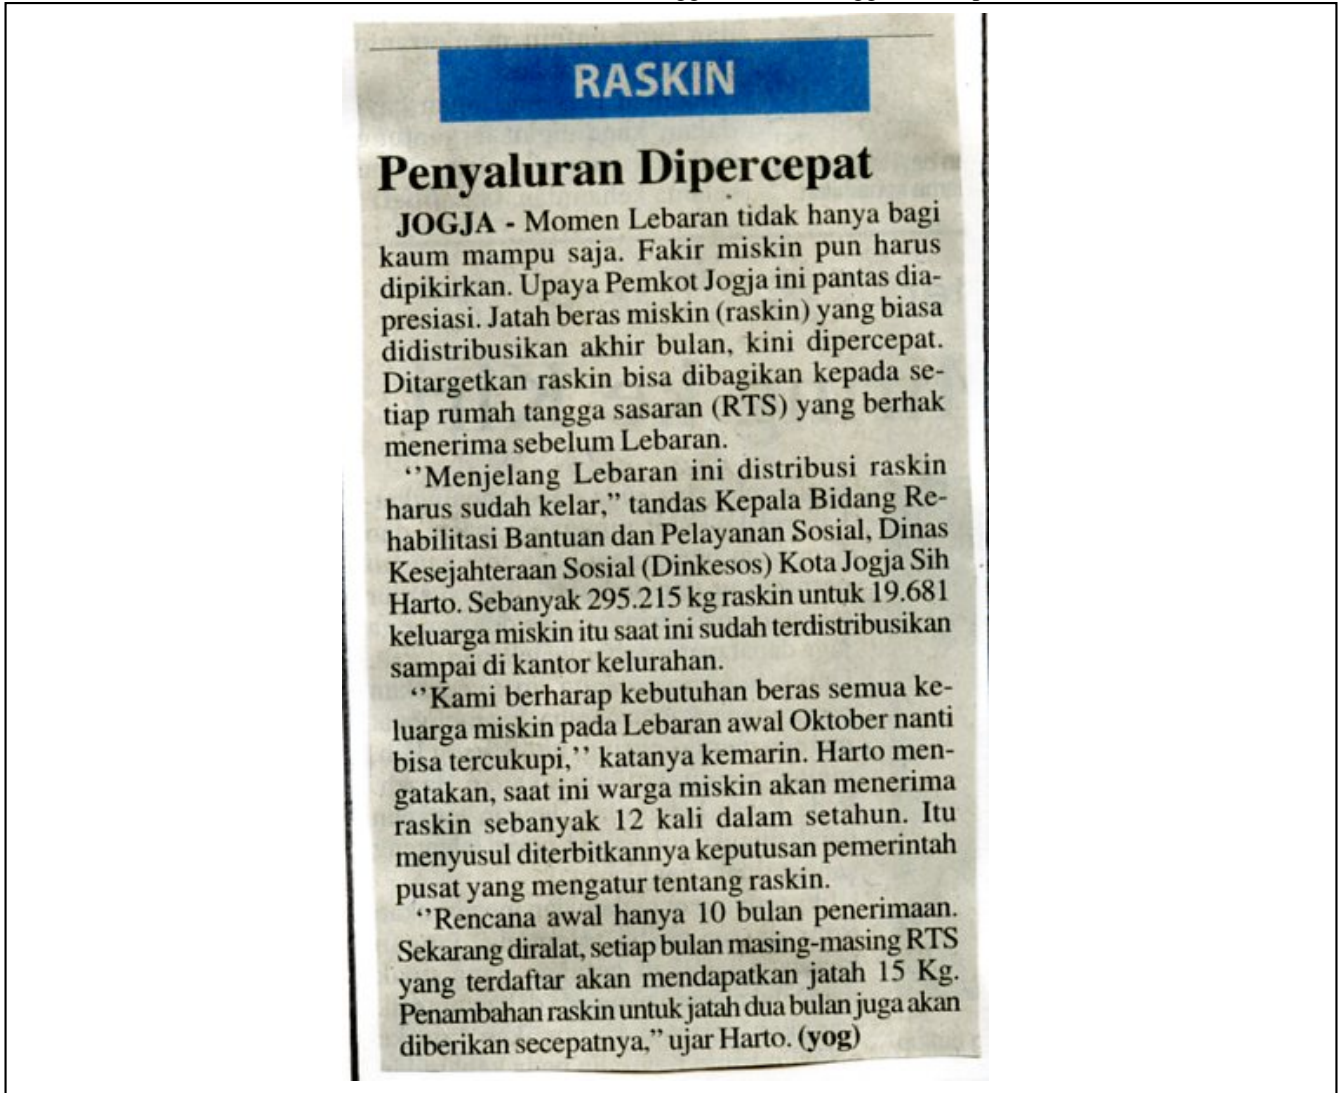 RASKIN
Penyaluran Dipercepat
JOGJA - Momen Lebaran tidak hanya bagi
kaum mampu saja. Fakir miskin pun harus
dipikirkan. Upaya Pemkot Jogja ini pantas dia-
presiasi. Jatah beras miskin (raskin) yang biasa
didistribusikan akhir bulan, kini dipercepat.
Ditargetkan raskin bisa dibagikan kepada se-
tiap rumah tangga sasaran (RTS) yang berhak
menerima sebelum Lebaran.
‘’Menjelang Lebaran ini distribusi raskin
harus sudah kelar,” tandas Kepala Bidang Re-
habilitasi Bantuan dan Pelayanan Sosial, Dinas
Kesejahteraan Sosial (Dinkesos) Kota Jogja Sih
Harto. Sebanyak 295.215 kg raskin untuk 19.681
keluarga miskin itu saat ini sudah terdistribusikan
sampai di kantor kelurahan.
‘’Kami berharap kebutuhan beras semua ke-
luarga miskin pada Lebaran awal Oktober nanti
bisa tercukupi,’’ katanya kemarin. Harto men-
gatakan, saat ini warga miskin akan menerima
raskin sebanyak 12 kali dalam setahun. Itu
menyusul diterbitkannya keputusan pemerintah
pusat yang mengatur tentang raskin.
‘’Rencana awal hanya 10 bulan penerimaan.
Sekarang diralat, setiap bulan masing-masing RTS
yang terdaftar akan mendapatkan jatah 15 Kg.
Penambahan raskin untuk jatah dua bulan juga akan
diberikan secepatnya,” ujar Harto. (yog)